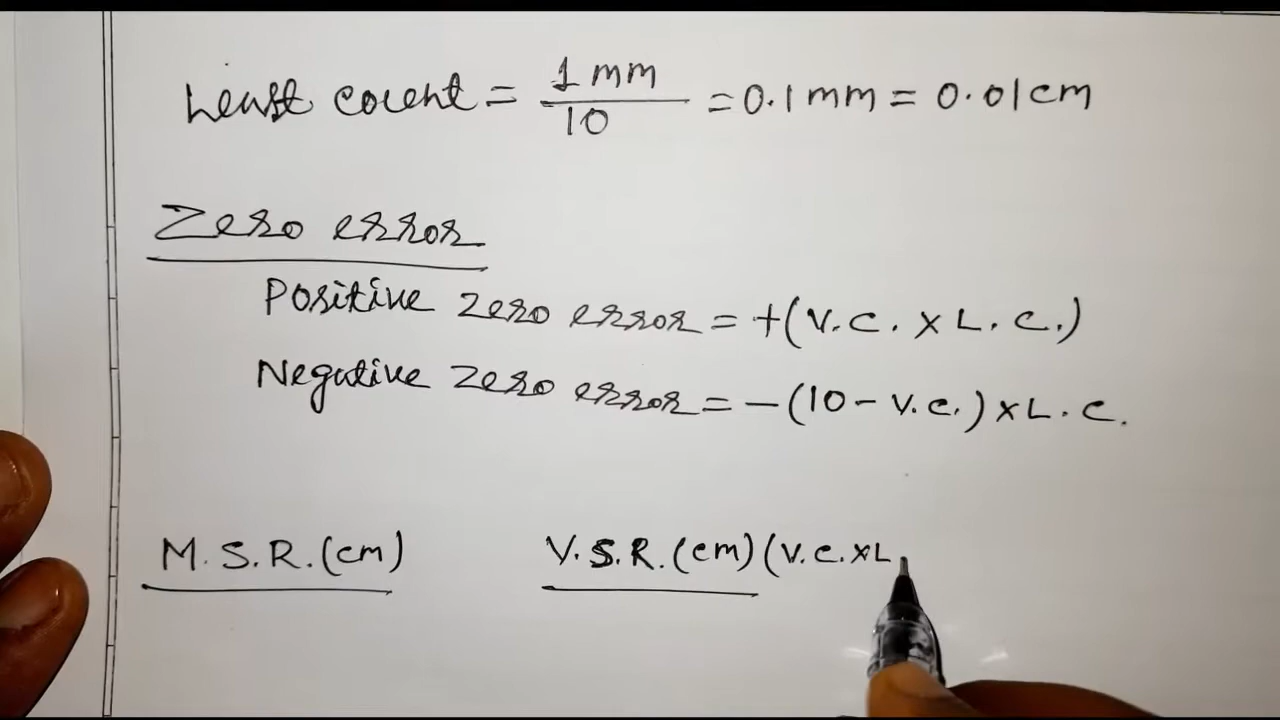 Least count = 1 mm / 10 = 0.1 mm = 0.01 cm
Zero error
Positive zero error = +(V.C. × L.C.)
Negative zero error = −(10 − V.C.) × L.C.
M.S.R.(cm) V.S.R.(cm) (V.C. × L.